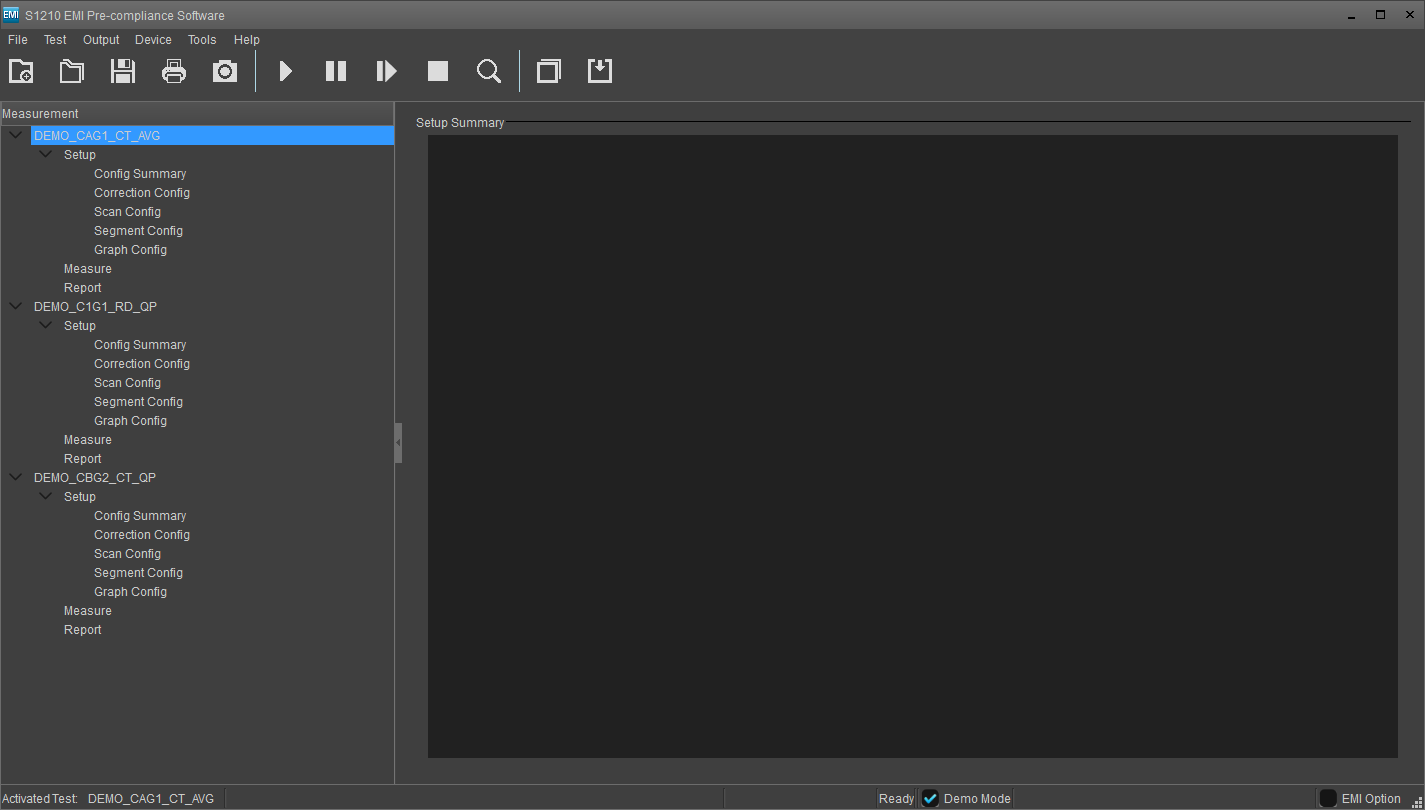 EMI S1210 EMI Pre-compliance Software
File Test Output Device Tools Help
Measurement
DEMO_CAG1_CT_AVG
Setup
Config Summary
Correction Config
Scan Config
Segment Config
Graph Config
Measure
Report
DEMO_C1G1_RD_QP
Setup
Config Summary
Correction Config
Scan Config
Segment Config
Graph Config
Measure
Report
DEMO_CBG2_CT_QP
Setup
Config Summary
Correction Config
Scan Config
Segment Config
Graph Config
Measure
Report
Setup Summary
Activated Test: DEMO_CAG1_CT_AVG Ready Demo Mode EMI Option